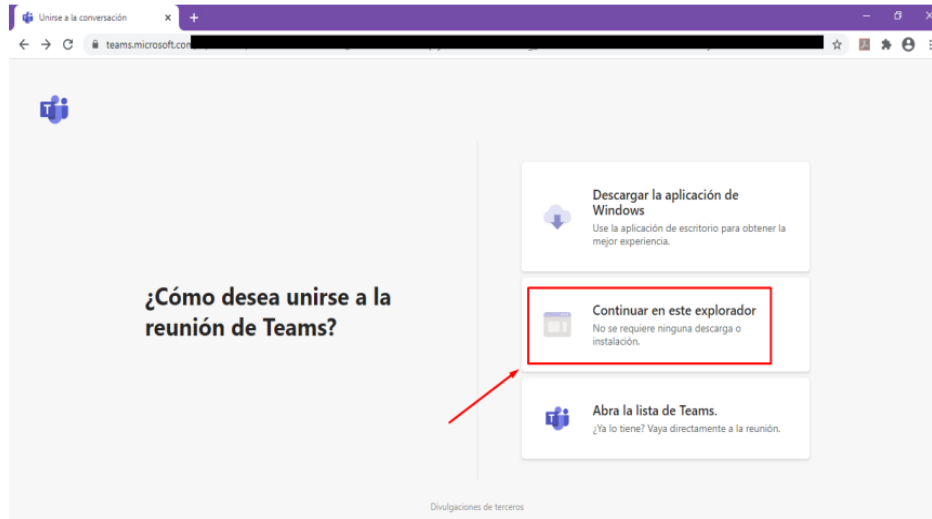 Unirse a la conversación
teams.microsoft.com
Descargar la aplicación de
Windows
Use la aplicación de escritorio para obtener la
mejor experiencia.
¿Cómo desea unirse a la
reunión de Teams?
Continuar en este explorador
No se requiere ninguna descarga o
instalación.
Abra la lista de Teams.
¿Ya lo tiene? Vaya directamente a la reunión.
Divulgaciones de terceros